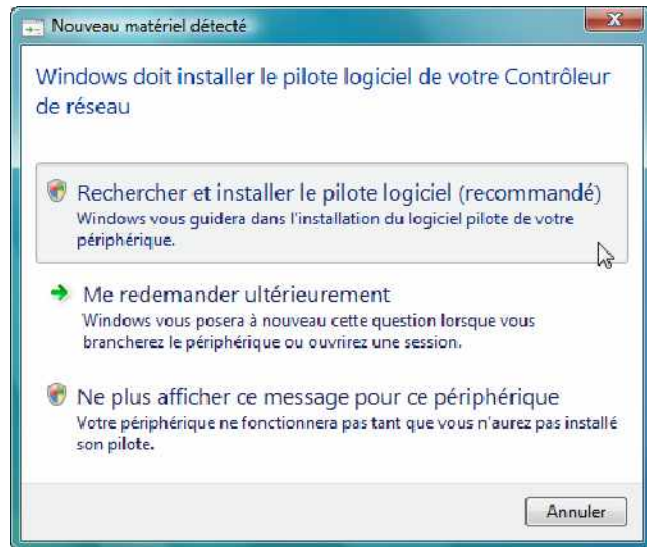 Nouveau matériel détecté
Windows doit installer le pilote logiciel de votre Contrôleur
de réseau
Rechercher et installer le pilote logiciel (recommandé)
Windows vous guidera dans l'installation du logiciel pilote de votre
périphérique.
Me redemander ultérieurement
Windows vous posera à nouveau cette question lorsque vous
brancherez le périphérique ou ouvrirez une session.
Ne plus afficher ce message pour ce périphérique
Votre périphérique ne fonctionnera pas tant que vous n'aurez pas installé
son pilote.
Annuler